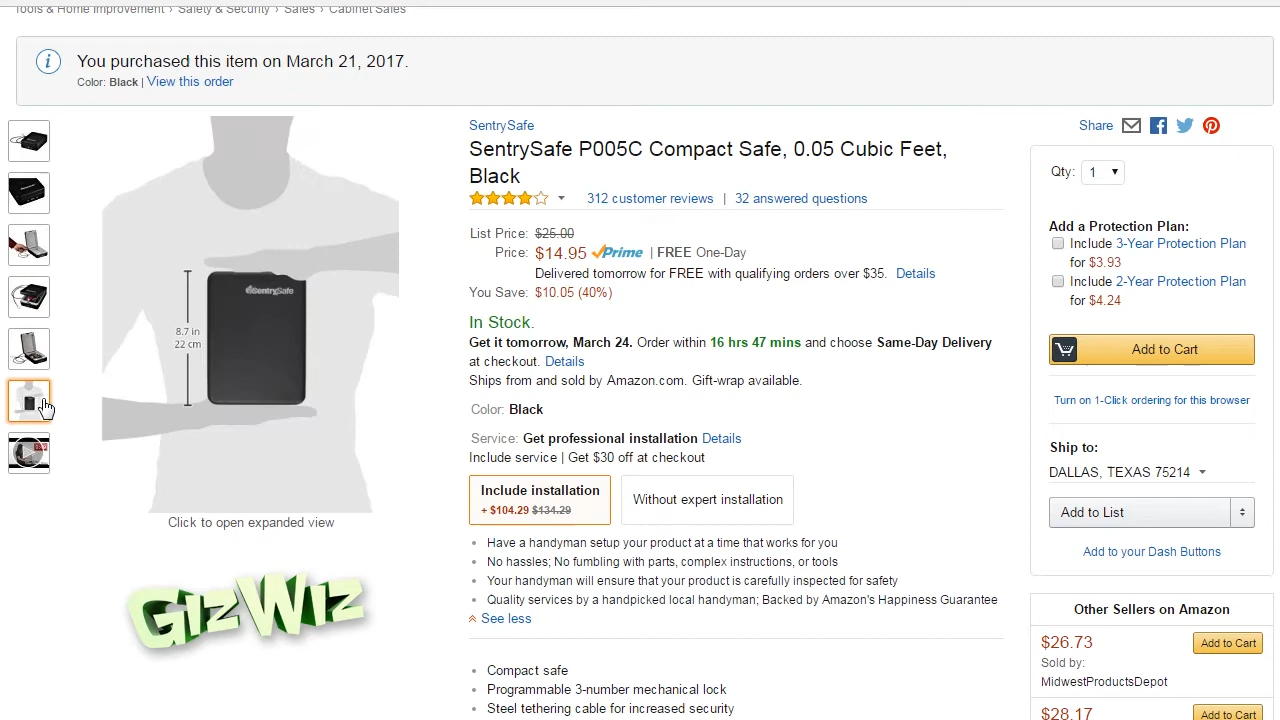 Tools & Home Improvement › Safety & Security › Safes › Cabinet Safes
You purchased this item on March 21, 2017.
Color: Black | View this order
SentrySafe
SentrySafe P005C Compact Safe, 0.05 Cubic Feet,
Black
312 customer reviews | 32 answered questions
List Price: $25.00
Price: $14.95 Prime | FREE One-Day
Delivered tomorrow for FREE with qualifying orders over $35. Details
You Save: $10.05 (40%)
In Stock.
Get it tomorrow, March 24. Order within 16 hrs 47 mins and choose Same-Day Delivery
at checkout. Details
Ships from and sold by Amazon.com. Gift-wrap available.
Color: Black
Service: Get professional installation Details
Include service | Get $30 off at checkout
Include installation
+ $104.29 $134.29
Without expert installation
• Have a handyman setup your product at a time that works for you
• No hassles; No fumbling with parts, complex instructions, or tools
• Your handyman will ensure that your product is carefully inspected for safety
• Quality services by a handpicked local handyman; Backed by Amazon's Happiness Guarantee
See less
• Compact safe
• Programmable 3-number mechanical lock
• Steel tethering cable for increased security
SentrySafe
8.7 in
22 cm
Click to open expanded view
GizWiz
Share
Qty: 1
Add a Protection Plan:
Include 3-Year Protection Plan
for $3.93
Include 2-Year Protection Plan
for $4.24
Add to Cart
Turn on 1-Click ordering for this browser
Ship to:
DALLAS, TEXAS 75214
Add to List
Add to your Dash Buttons
Other Sellers on Amazon
$26.73
Add to Cart
Sold by:
MidwestProductsDepot
$28.17
Add to Cart